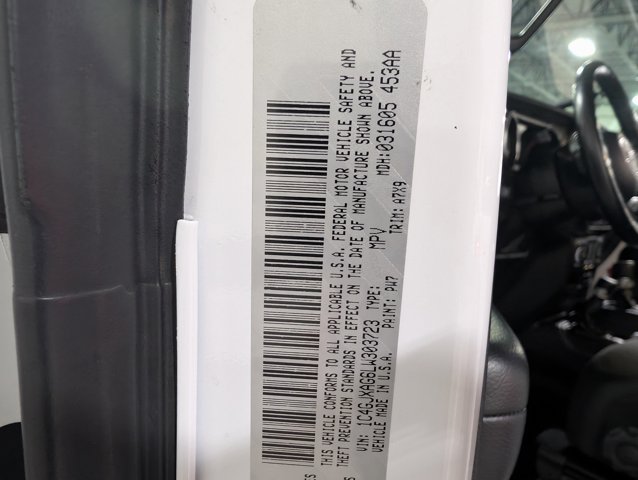 THIS VEHICLE CONFORMS TO ALL APPLICABLE U.S.A. FEDERAL MOTOR VEHICLE SAFETY AND
THEFT PREVENTION STANDARDS IN EFFECT ON THE DATE OF MANUFACTURE SHOWN ABOVE.
VIN: 1C4GJXAG6LW303723 TYPE: MPV MDH:031605 453AA
VEHICLE MADE IN U.S.A. PAINT: PW7 TRIM: A7X9